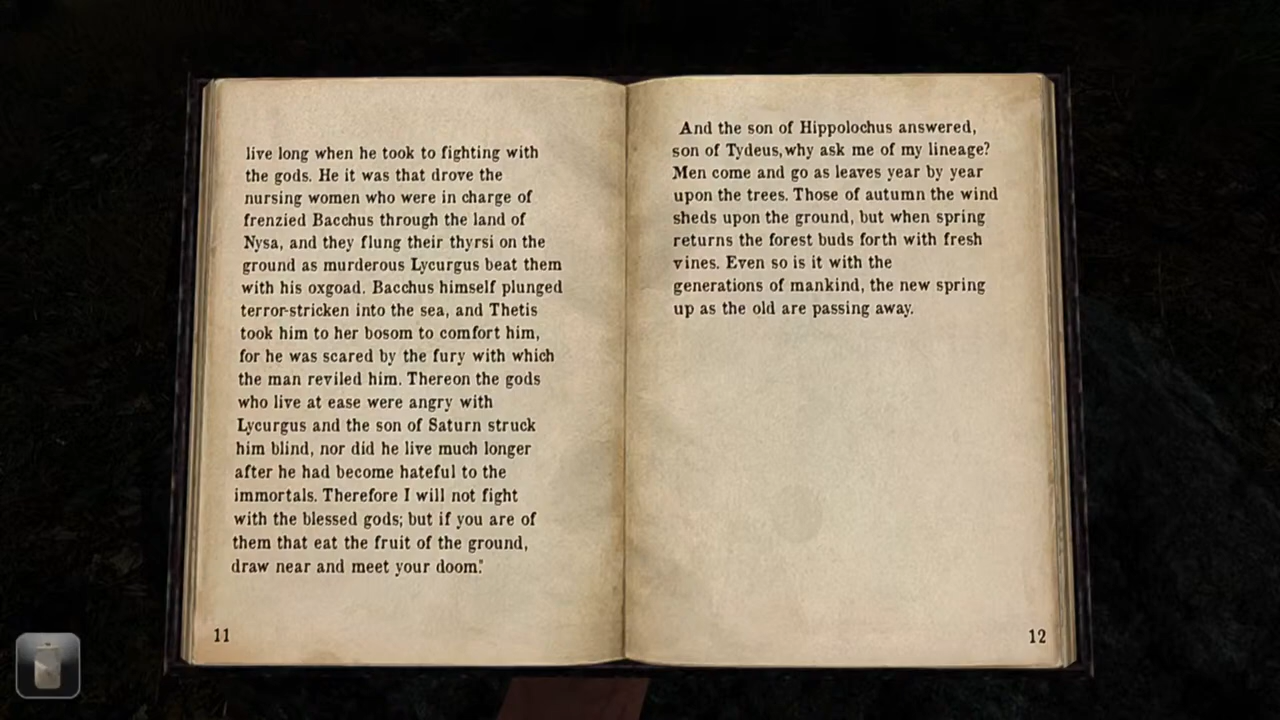 live long when he took to fighting with
the gods. He it was that drove the
nursing women who were in charge of
frenzied Bacchus through the land of
Nysa, and they flung their thyrsi on the
ground as murderous Lycurgus beat them
with his oxgoad. Bacchus himself plunged
terror-stricken into the sea, and Thetis
took him to her bosom to comfort him,
for he was scared by the fury with which
the man reviled him. Thereon the gods
who live at ease were angry with
Lycurgus and the son of Saturn struck
him blind, nor did he live much longer
after he had become hateful to the
immortals. Therefore I will not fight
with the blessed gods; but if you are of
them that eat the fruit of the ground,
draw near and meet your doom."
11
And the son of Hippolochus answered,
son of Tydeus,why ask me of my lineage?
Men come and go as leaves year by year
upon the trees. Those of autumn the wind
sheds upon the ground, but when spring
returns the forest buds forth with fresh
vines. Even so is it with the
generations of mankind, the new spring
up as the old are passing away.
12